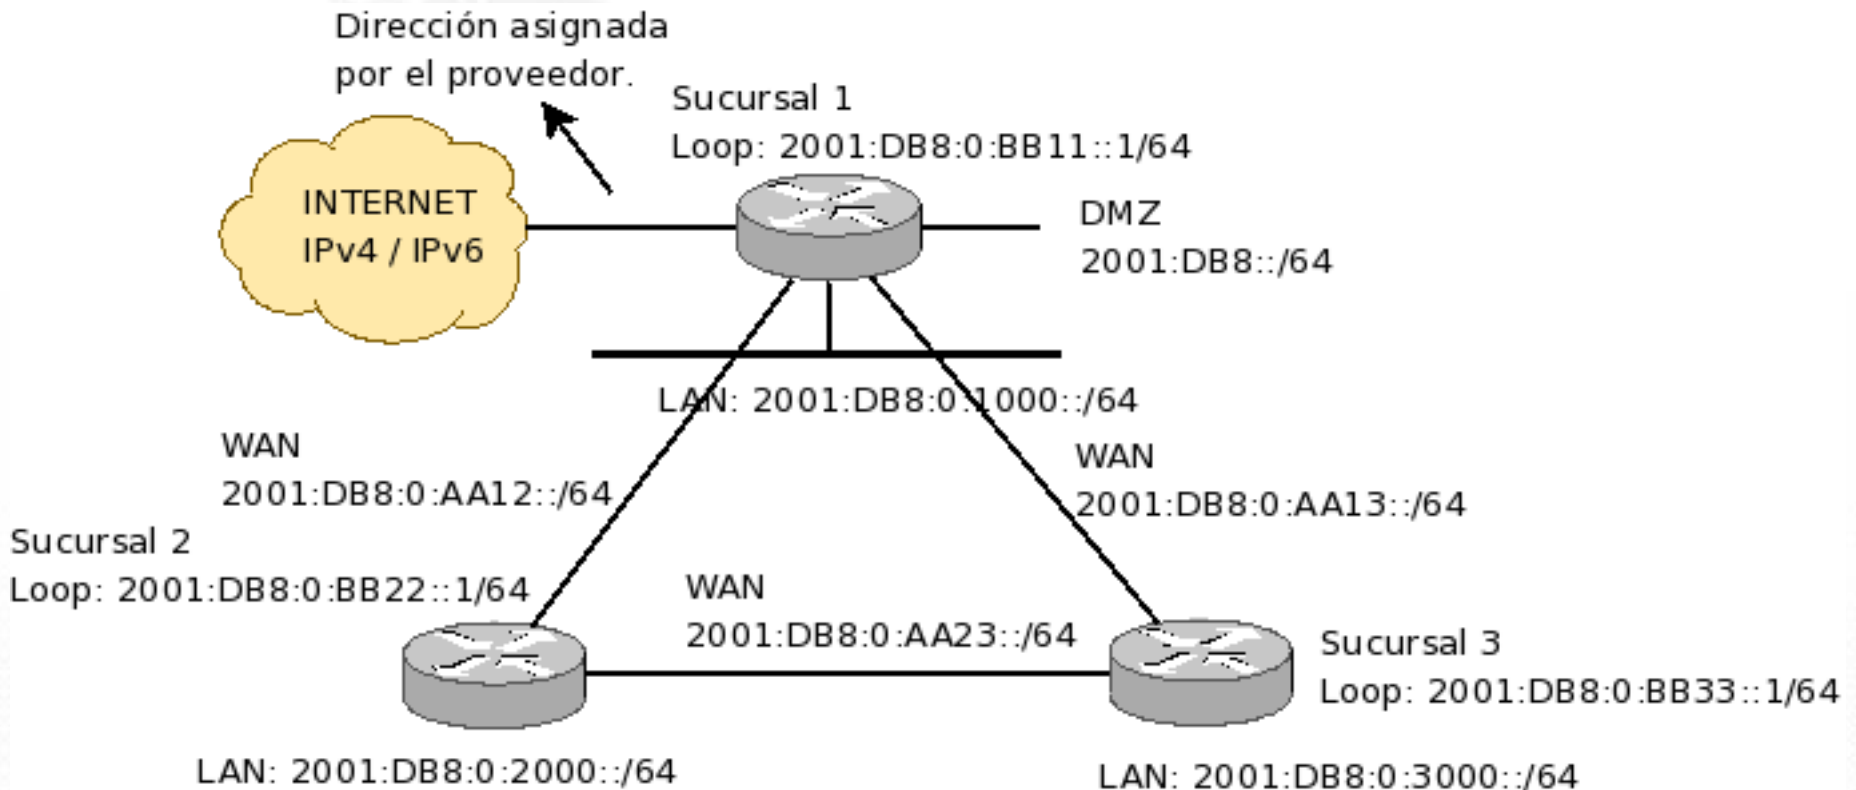 Dirección asignada
por el proveedor.
Sucursal 1
Loop: 2001:DB8:0:BB11::1/64
INTERNET
IPv4 / IPv6
DMZ
2001:DB8::/64
LAN: 2001:DB8:0:1000::/64
WAN
2001:DB8:0:AA12::/64
WAN
2001:DB8:0:AA13::/64
Sucursal 2
Loop: 2001:DB8:0:BB22::1/64
WAN
2001:DB8:0:AA23::/64
Sucursal 3
Loop: 2001:DB8:0:BB33::1/64
LAN: 2001:DB8:0:2000::/64
LAN: 2001:DB8:0:3000::/64